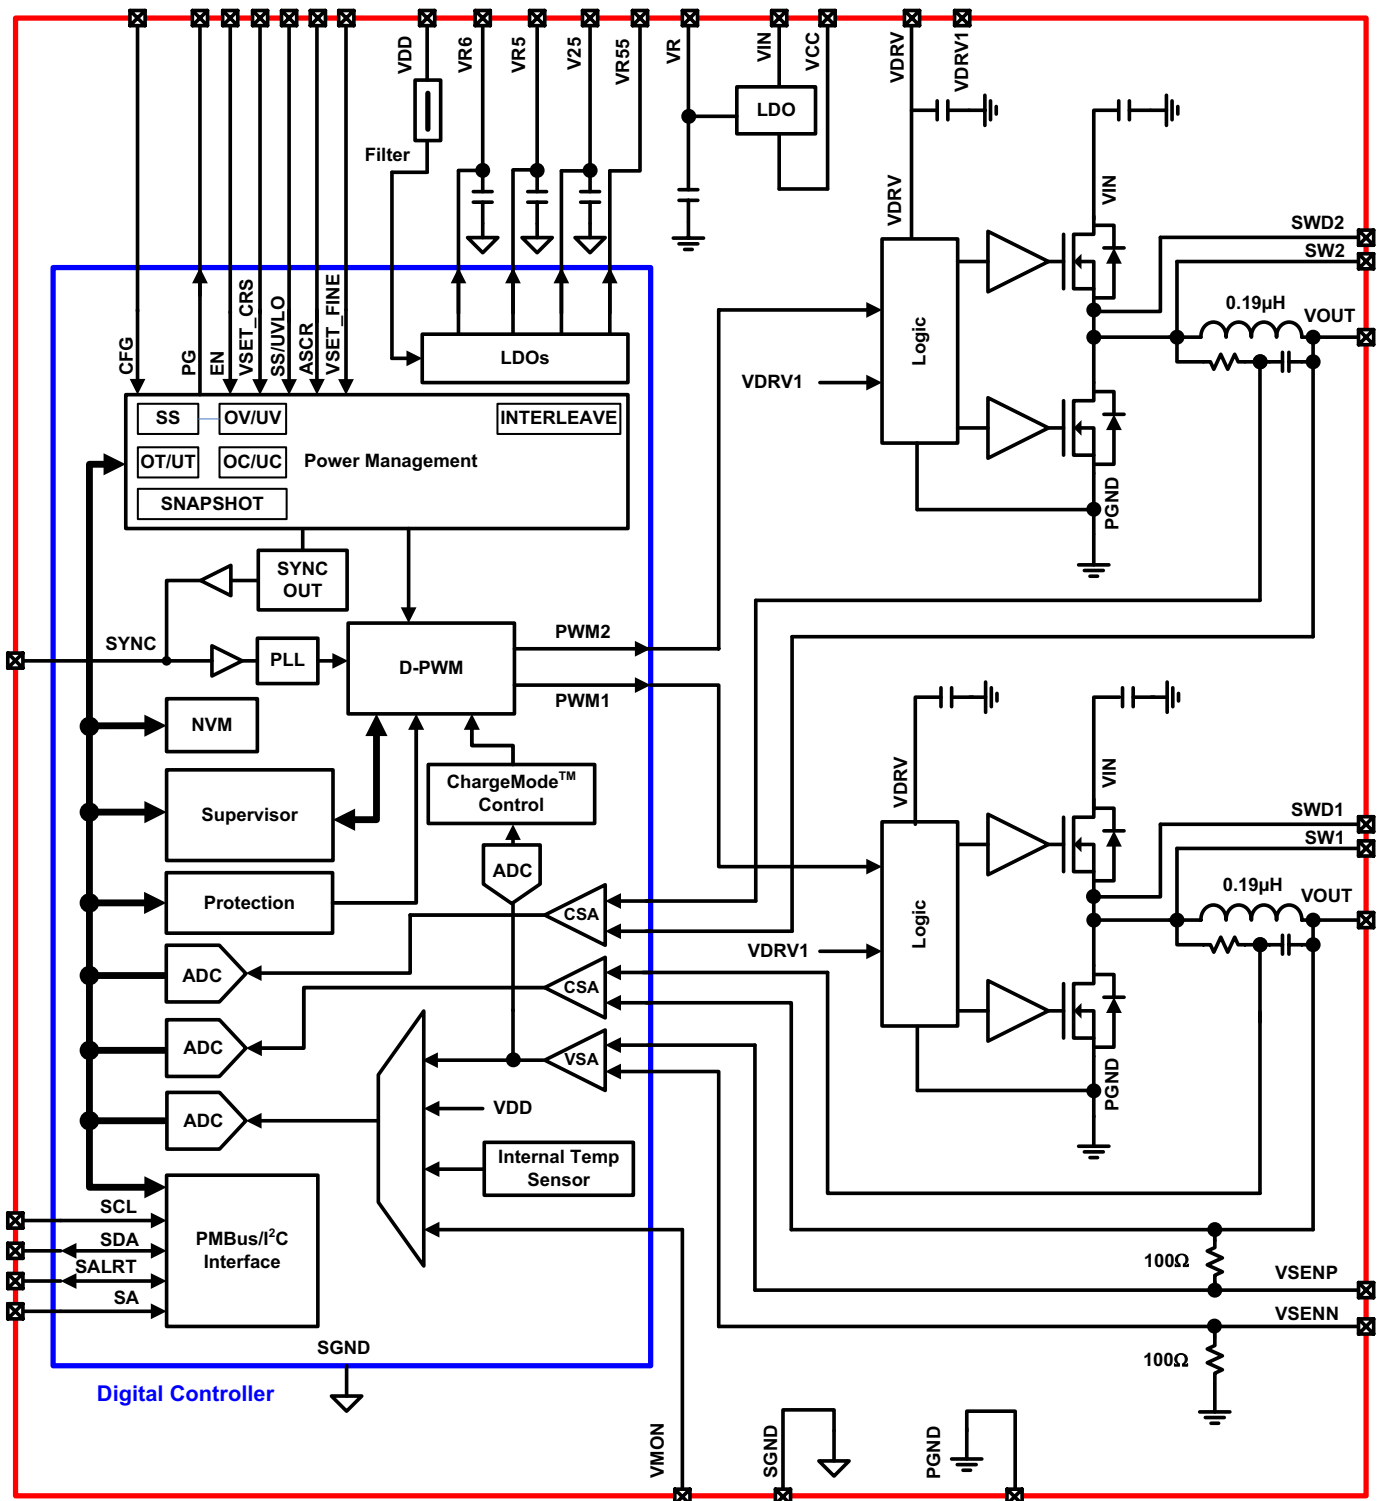 VDD
VR6
VR5
V25
VR55
VR
VIN
VCC
VDRV
VDRV1
LDO
Filter
VDRV
VIN
SWD2
SW2
0.19µH
VOUT
CFG
PG
EN
VSET_CRS
SS/UVLO
ASCR
VSET_FINE
LDOs
Logic
VDRV1
SS
OV/UV
INTERLEAVE
OT/UT
OC/UC
Power Management
SNAPSHOT
PGND
SYNC
OUT
SYNC
PLL
D-PWM
PWM2
PWM1
NVM
ChargeMode™
Control
Supervisor
VDRV
VIN
SWD1
SW1
0.19µH
VOUT
ADC
Protection
CSA
Logic
VDRV1
ADC
CSA
ADC
VSA
PGND
ADC
VDD
Internal Temp
Sensor
SCL
SDA
SALRT
SA
PMBus/I²C
Interface
100Ω
VSENP
VSENN
SGND
100Ω
Digital Controller
VMON
SGND
PGND